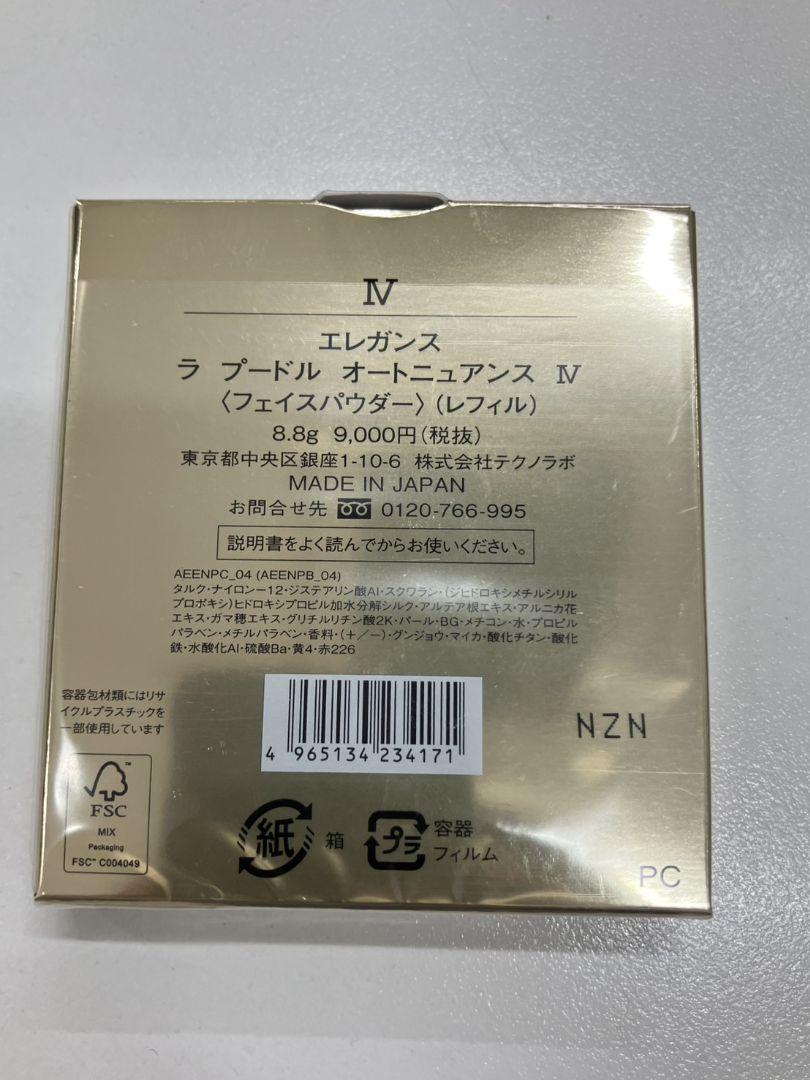 Ⅳ
エレガンス
ラ プードル オートニュアンス Ⅳ
〈フェイスパウダー〉(レフィル)
8.8g 9,000円(税抜)
東京都中央区銀座1-10-6 株式会社テクノラボ
MADE IN JAPAN
お問合せ先 0120-766-995
説明書をよく読んでからお使いください。
AEENPC_04 (AEENPB_04)
タルク・ナイロン－12・ジステアリン酸Al・スクワラン・(ジヒドロキシメチルシリル
プロポキシ)ヒドロキシプロピル加水分解シルク・アルテア根エキス・アルニカ花
エキス・ガマ穂エキス・グリチルリチン酸2K・パール・BG・メチコン・水・プロピル
パラベン・メチルパラベン・香料・(＋／－)・グンジョウ・マイカ・酸化チタン・酸化
鉄・水酸化Al・硫酸Ba・黄4・赤226
容器包材類にはリサ
イクルプラスチックを
一部使用しています
4 965134 234171
NZN
FSC™
MIX
Packaging
FSC™ C004049
紙 箱
プラ 容器
フィルム
PC